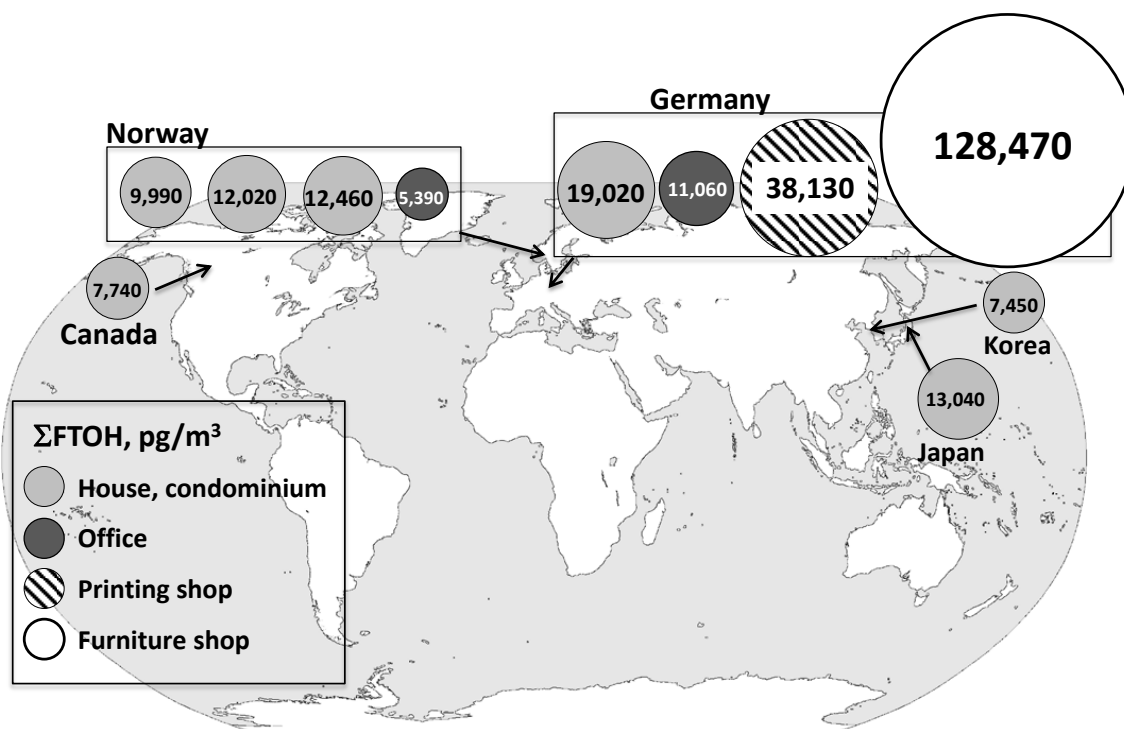 Germany
Norway
128,470
9,990
12,020
12,460
5,390
19,020
11,060
38,130
7,740
Canada
7,450
Korea
13,040
Japan
ΣFTOH, pg/m³
House, condominium
Office
Printing shop
Furniture shop